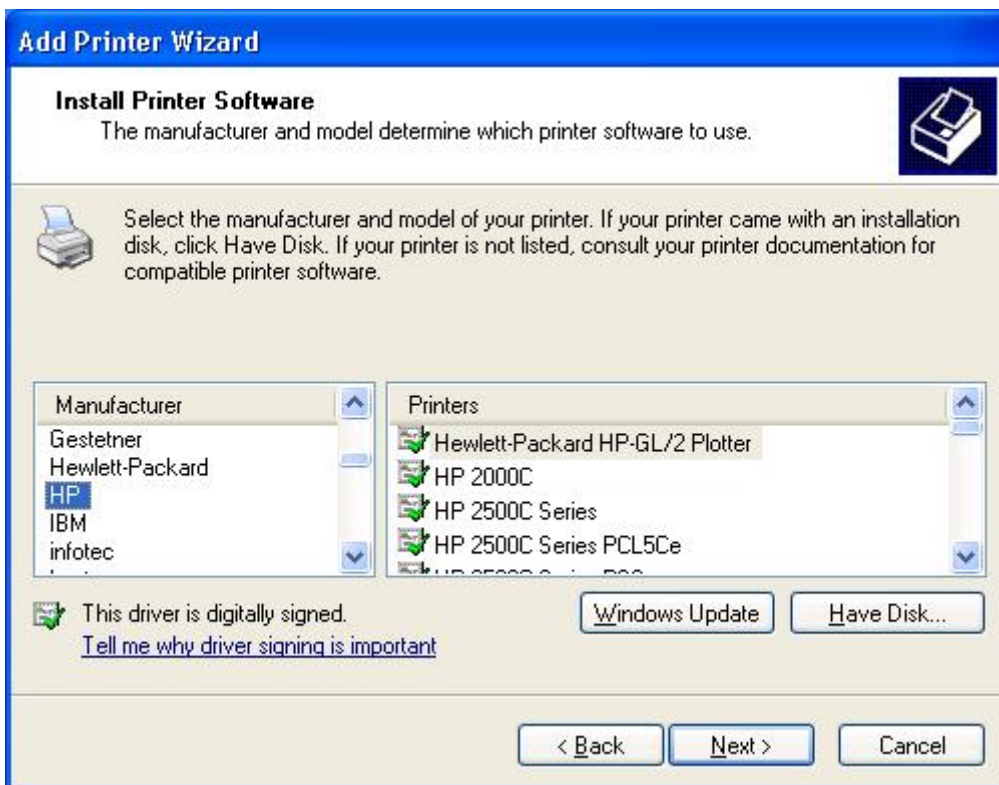 Add Printer Wizard
Install Printer Software
The manufacturer and model determine which printer software to use.
Select the manufacturer and model of your printer. If your printer came with an installation
disk, click Have Disk. If your printer is not listed, consult your printer documentation for
compatible printer software.
Manufacturer
Gestetner
Hewlett-Packard
HP
IBM
infotec
Printers
Hewlett-Packard HP-GL/2 Plotter
HP 2000C
HP 2500C Series
HP 2500C Series PCL5Ce
This driver is digitally signed.
Tell me why driver signing is important
Windows Update
Have Disk...
< Back
Next >
Cancel